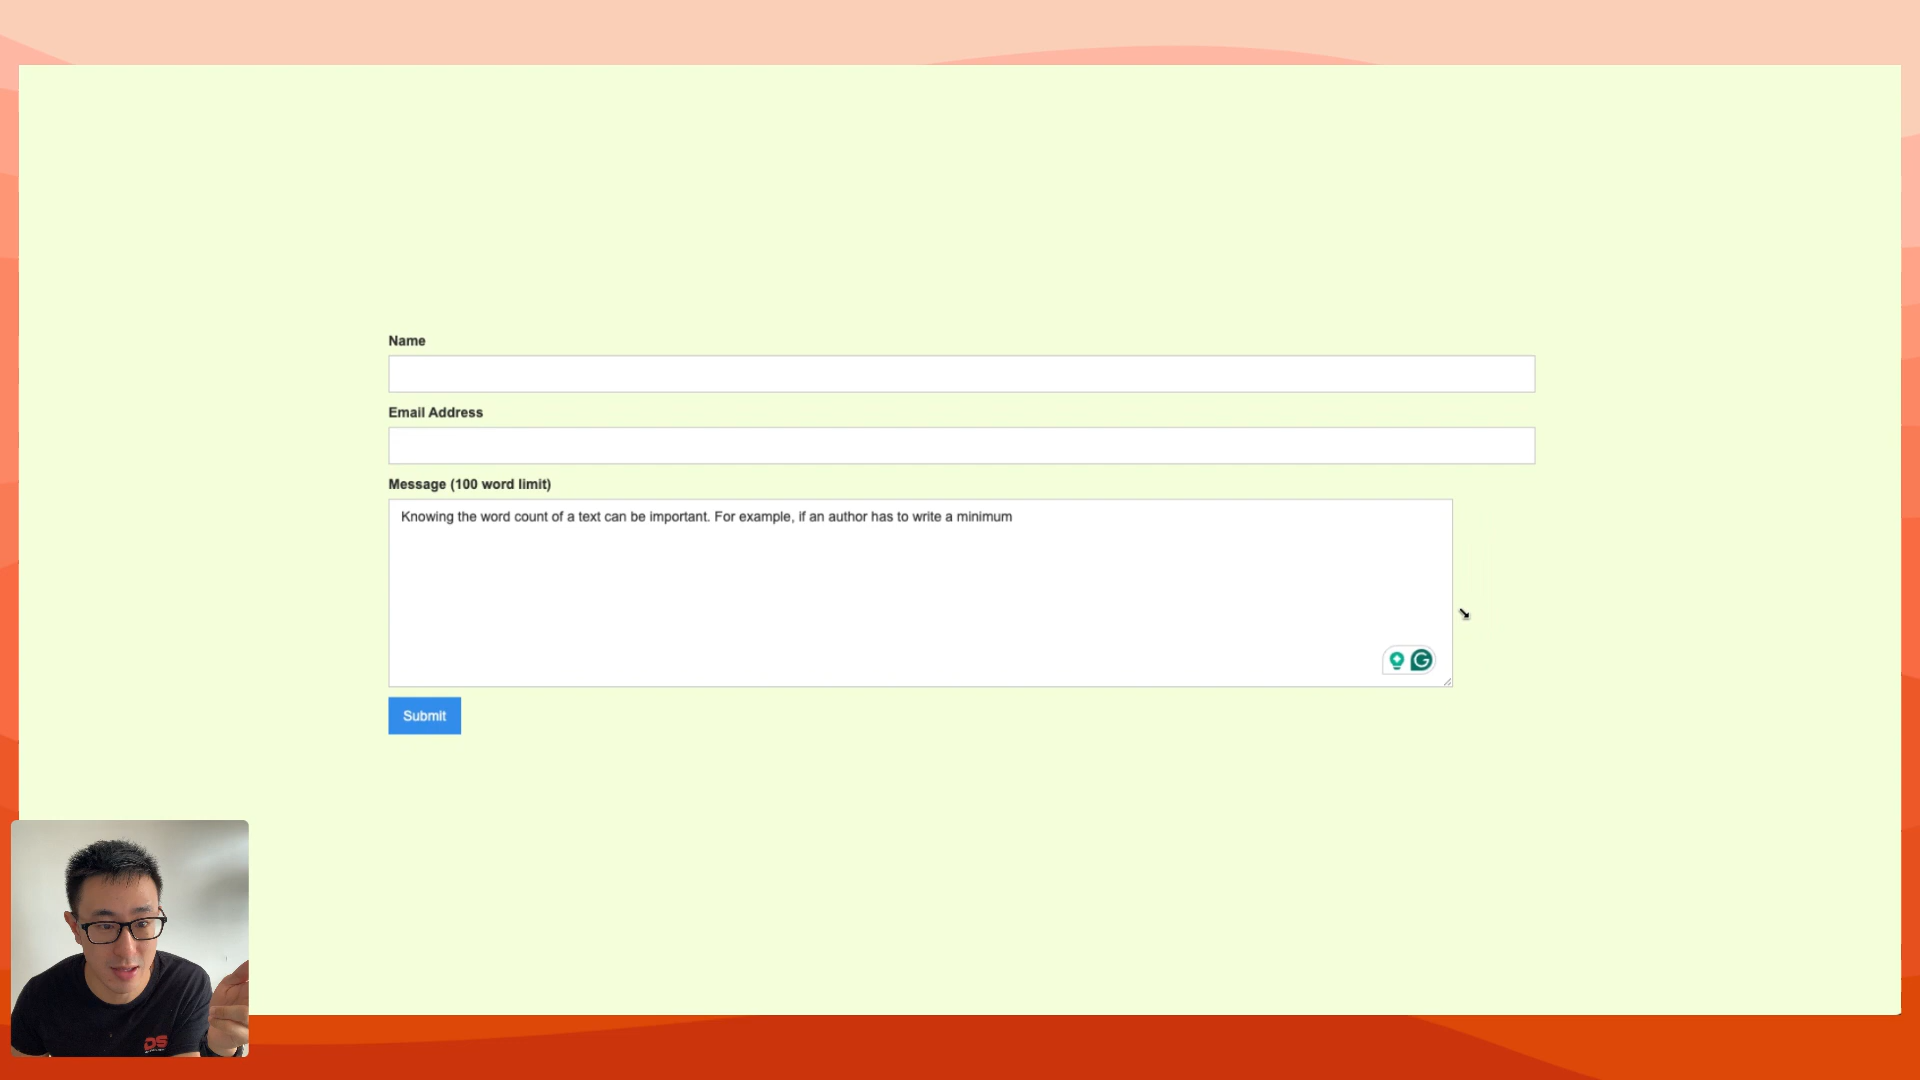 Name
Email Address
Message (100 word limit)
Knowing the word count of a text can be important. For example, if an author has to write a minimum
Submit
DS